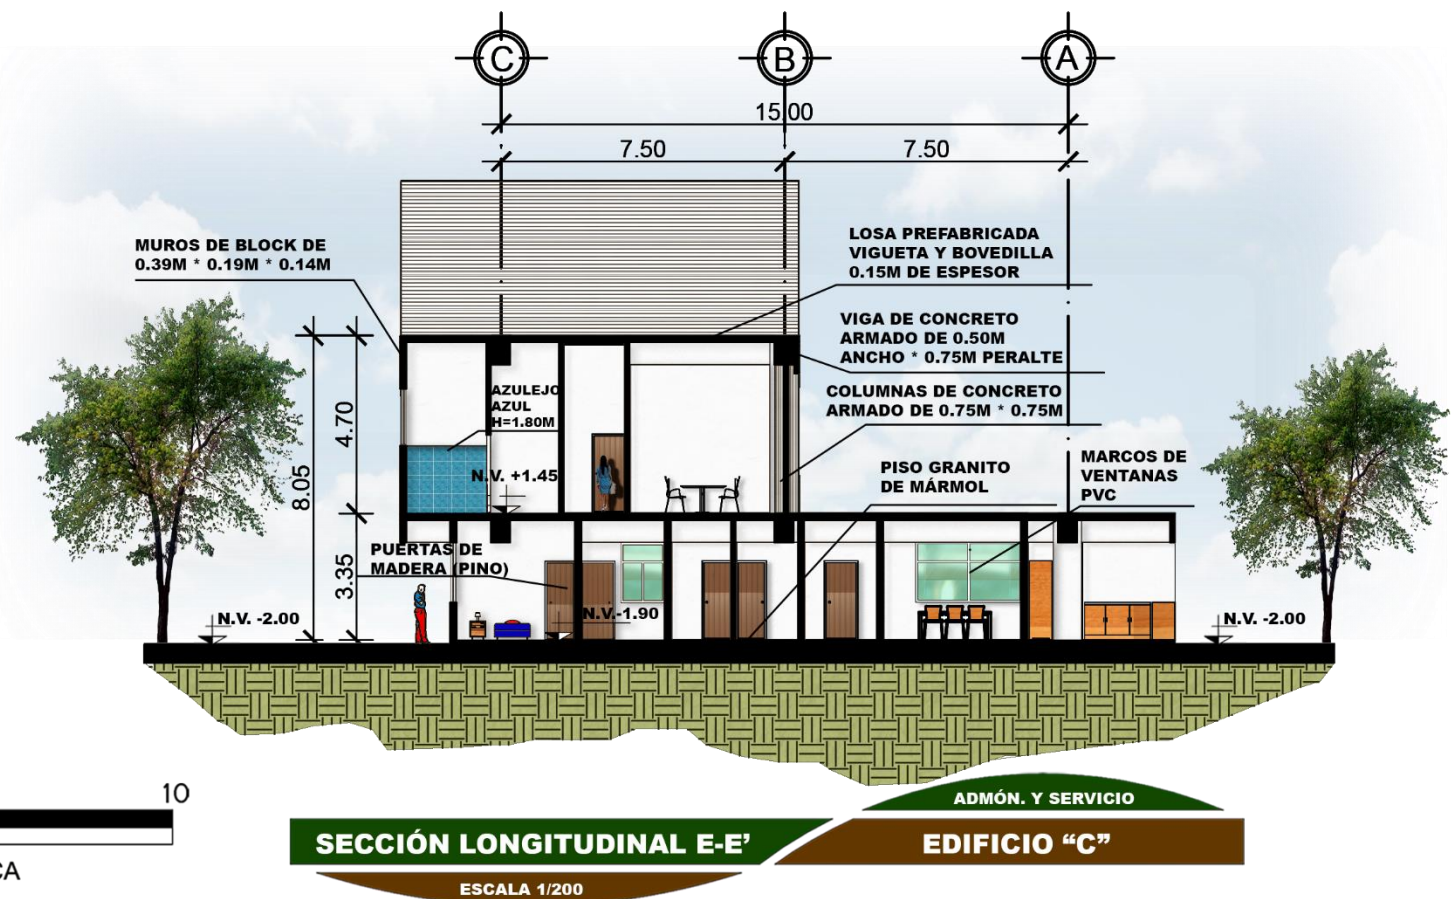 C
B
A
15.00
7.50
7.50
MUROS DE BLOCK DE
0.39M * 0.19M * 0.14M
LOSA PREFABRICADA
VIGUETA Y BOVEDILLA
0.15M DE ESPESOR
VIGA DE CONCRETO
ARMADO DE 0.50M
ANCHO * 0.75M PERALTE
COLUMNAS DE CONCRETO
ARMADO DE 0.75M * 0.75M
AZULEJO
AZUL
H=1.80M
4.70
8.05
3.35
N.V. +1.45
PISO GRANITO
DE MÁRMOL
MARCOS DE
VENTANAS
PVC
PUERTAS DE
MADERA (PINO)
N.V. -2.00
N.V.-1.90
N.V. -2.00
10
CA
ADMÓN. Y SERVICIO
SECCIÓN LONGITUDINAL E-E’
EDIFICIO “C”
ESCALA 1/200